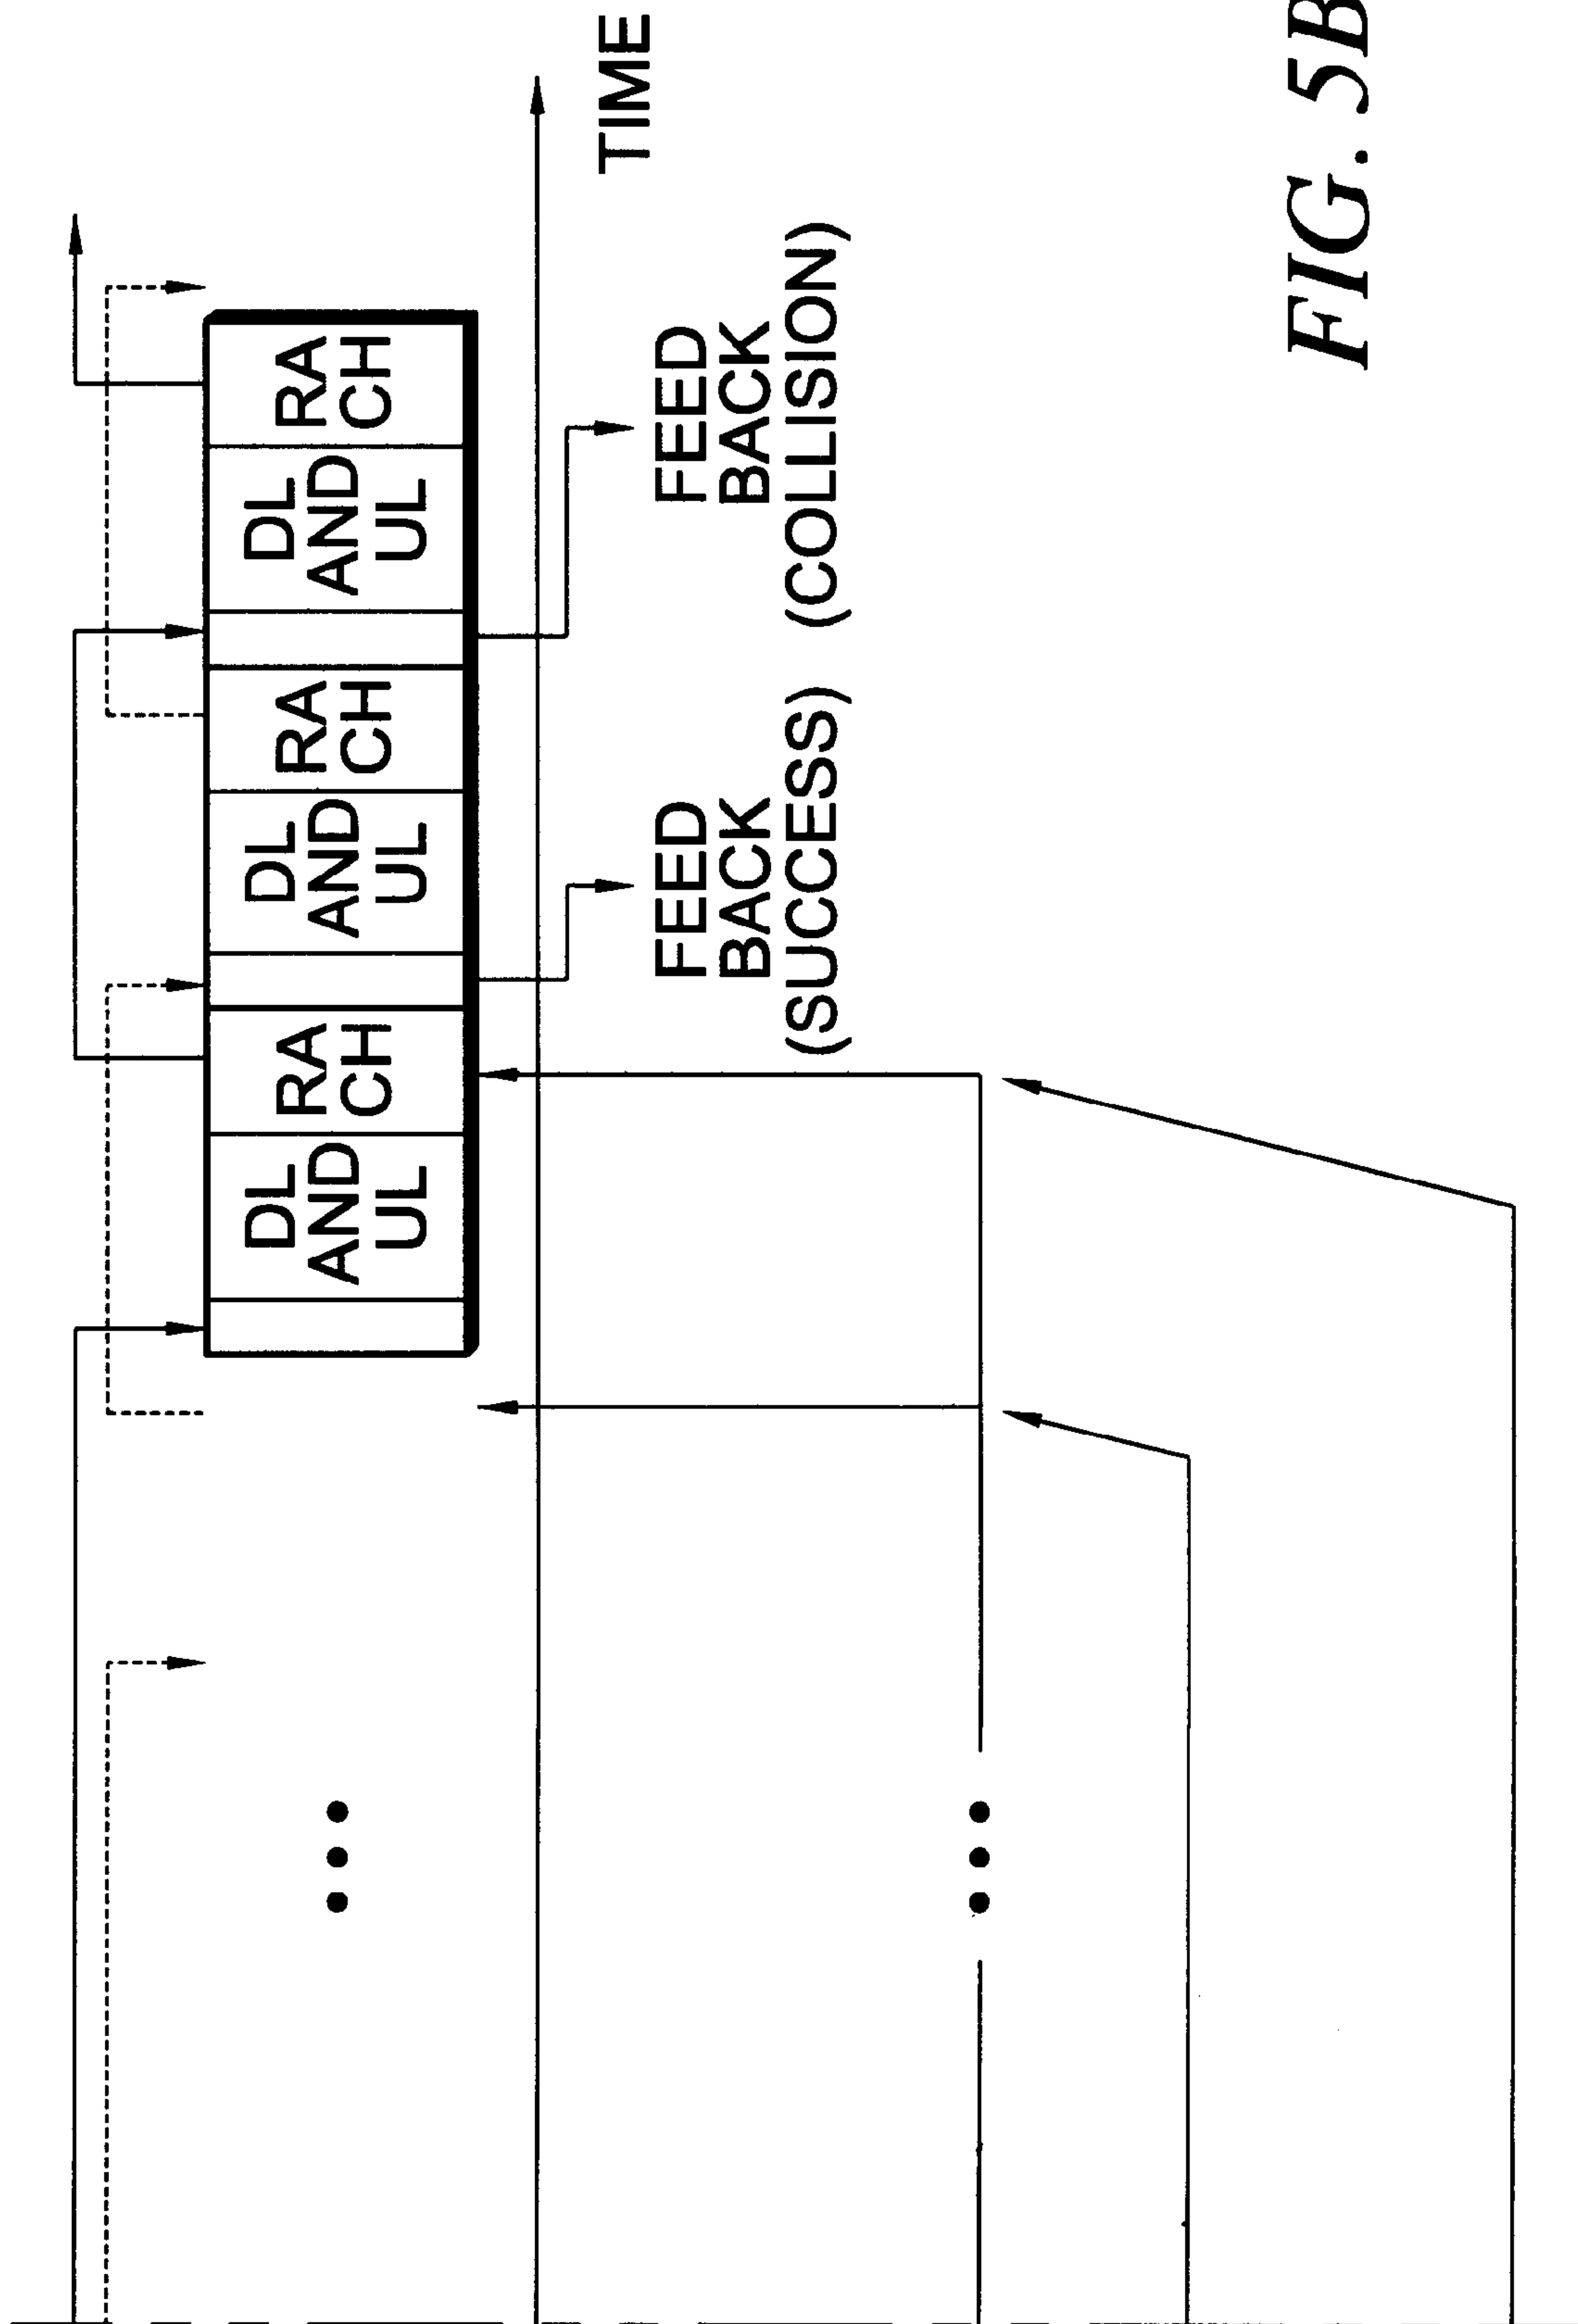 DL
AND
UL
RA
CH
DL
AND
UL
RA
CH
DL
AND
UL
RA
CH
TIME
FEED
BACK
(SUCCESS)
FEED
BACK
(COLLISION)
FIG. 5B